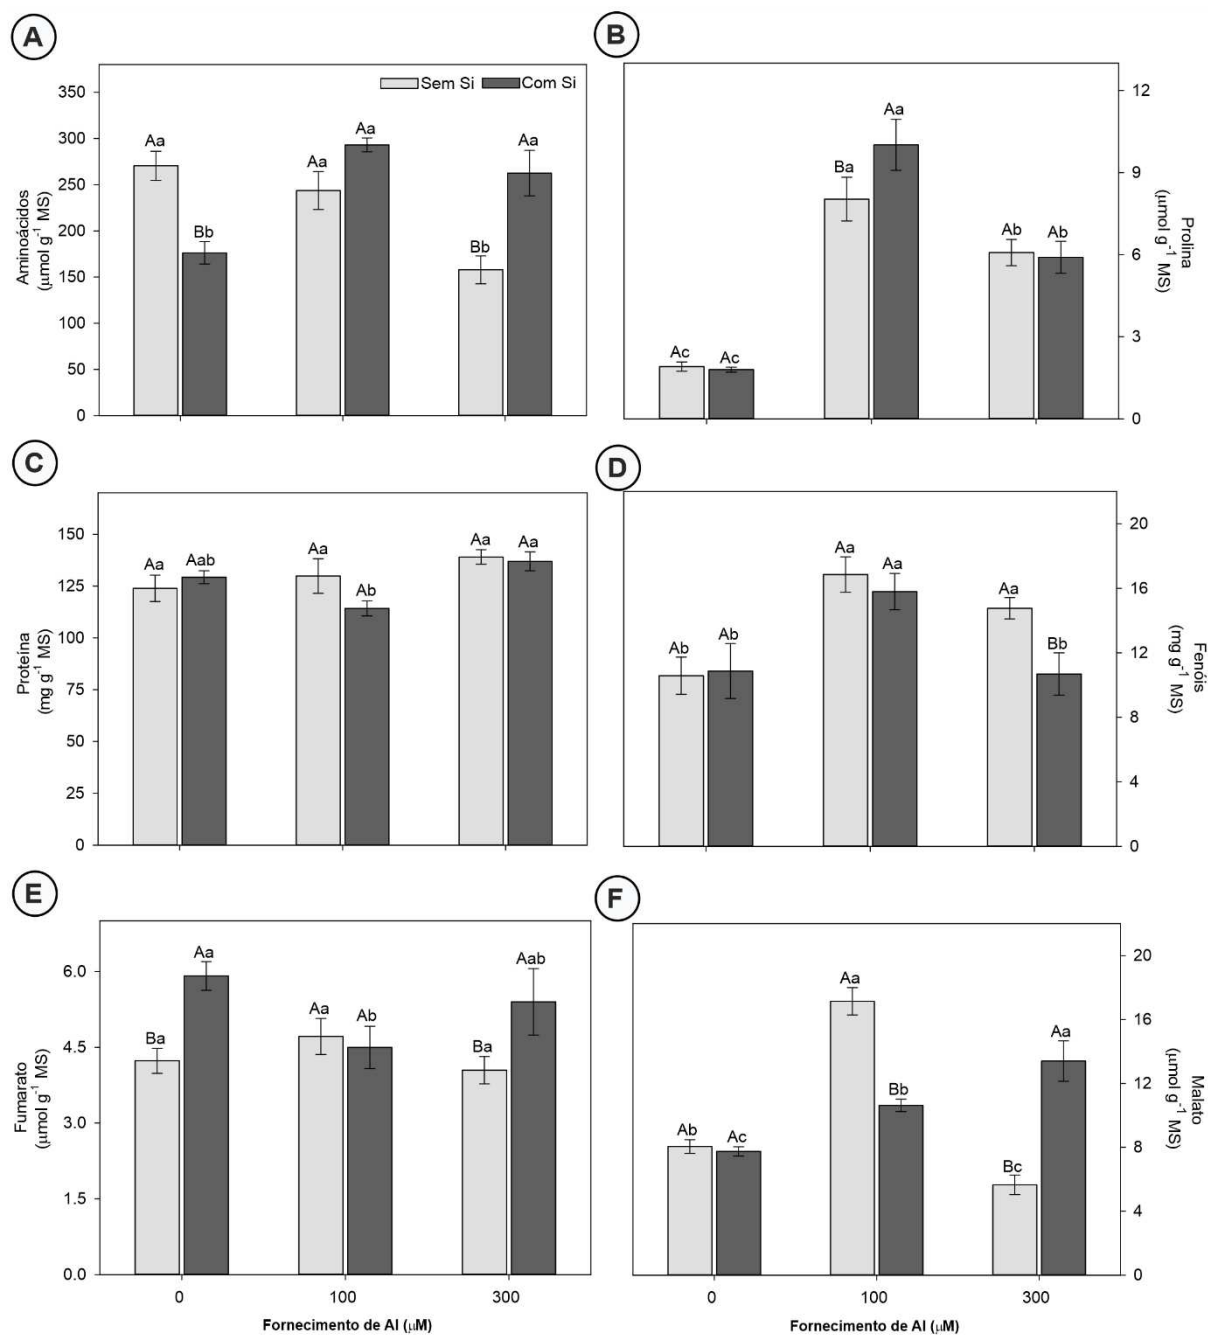 A
Sem Si Com Si
350
300
250
200
150
100
50
0
Aminoácidos
(μmol g⁻¹ MS)
Aa
Bb
Aa
Aa
Bb
Aa
B
12
9
6
3
0
Prolina
(μmol g⁻¹ MS)
Ac
Ac
Ba
Aa
Ab
Ab
C
150
125
100
75
50
25
0
Proteína
(mg g⁻¹ MS)
Aa
Aab
Aa
Ab
Aa
Aa
D
20
16
12
8
4
0
Fenóis
(mg g⁻¹ MS)
Ab
Ab
Aa
Aa
Aa
Bb
E
6.0
4.5
3.0
1.5
0.0
Fumarato
(μmol g⁻¹ MS)
Ba
Aa
Aa
Ab
Ba
Aab
0 100 300
Fornecimento de Al (μM)
F
20
16
12
8
4
0
Malato
(μmol g⁻¹ MS)
Ab
Ac
Aa
Bb
Bc
Aa
0 100 300
Fornecimento de Al (μM)